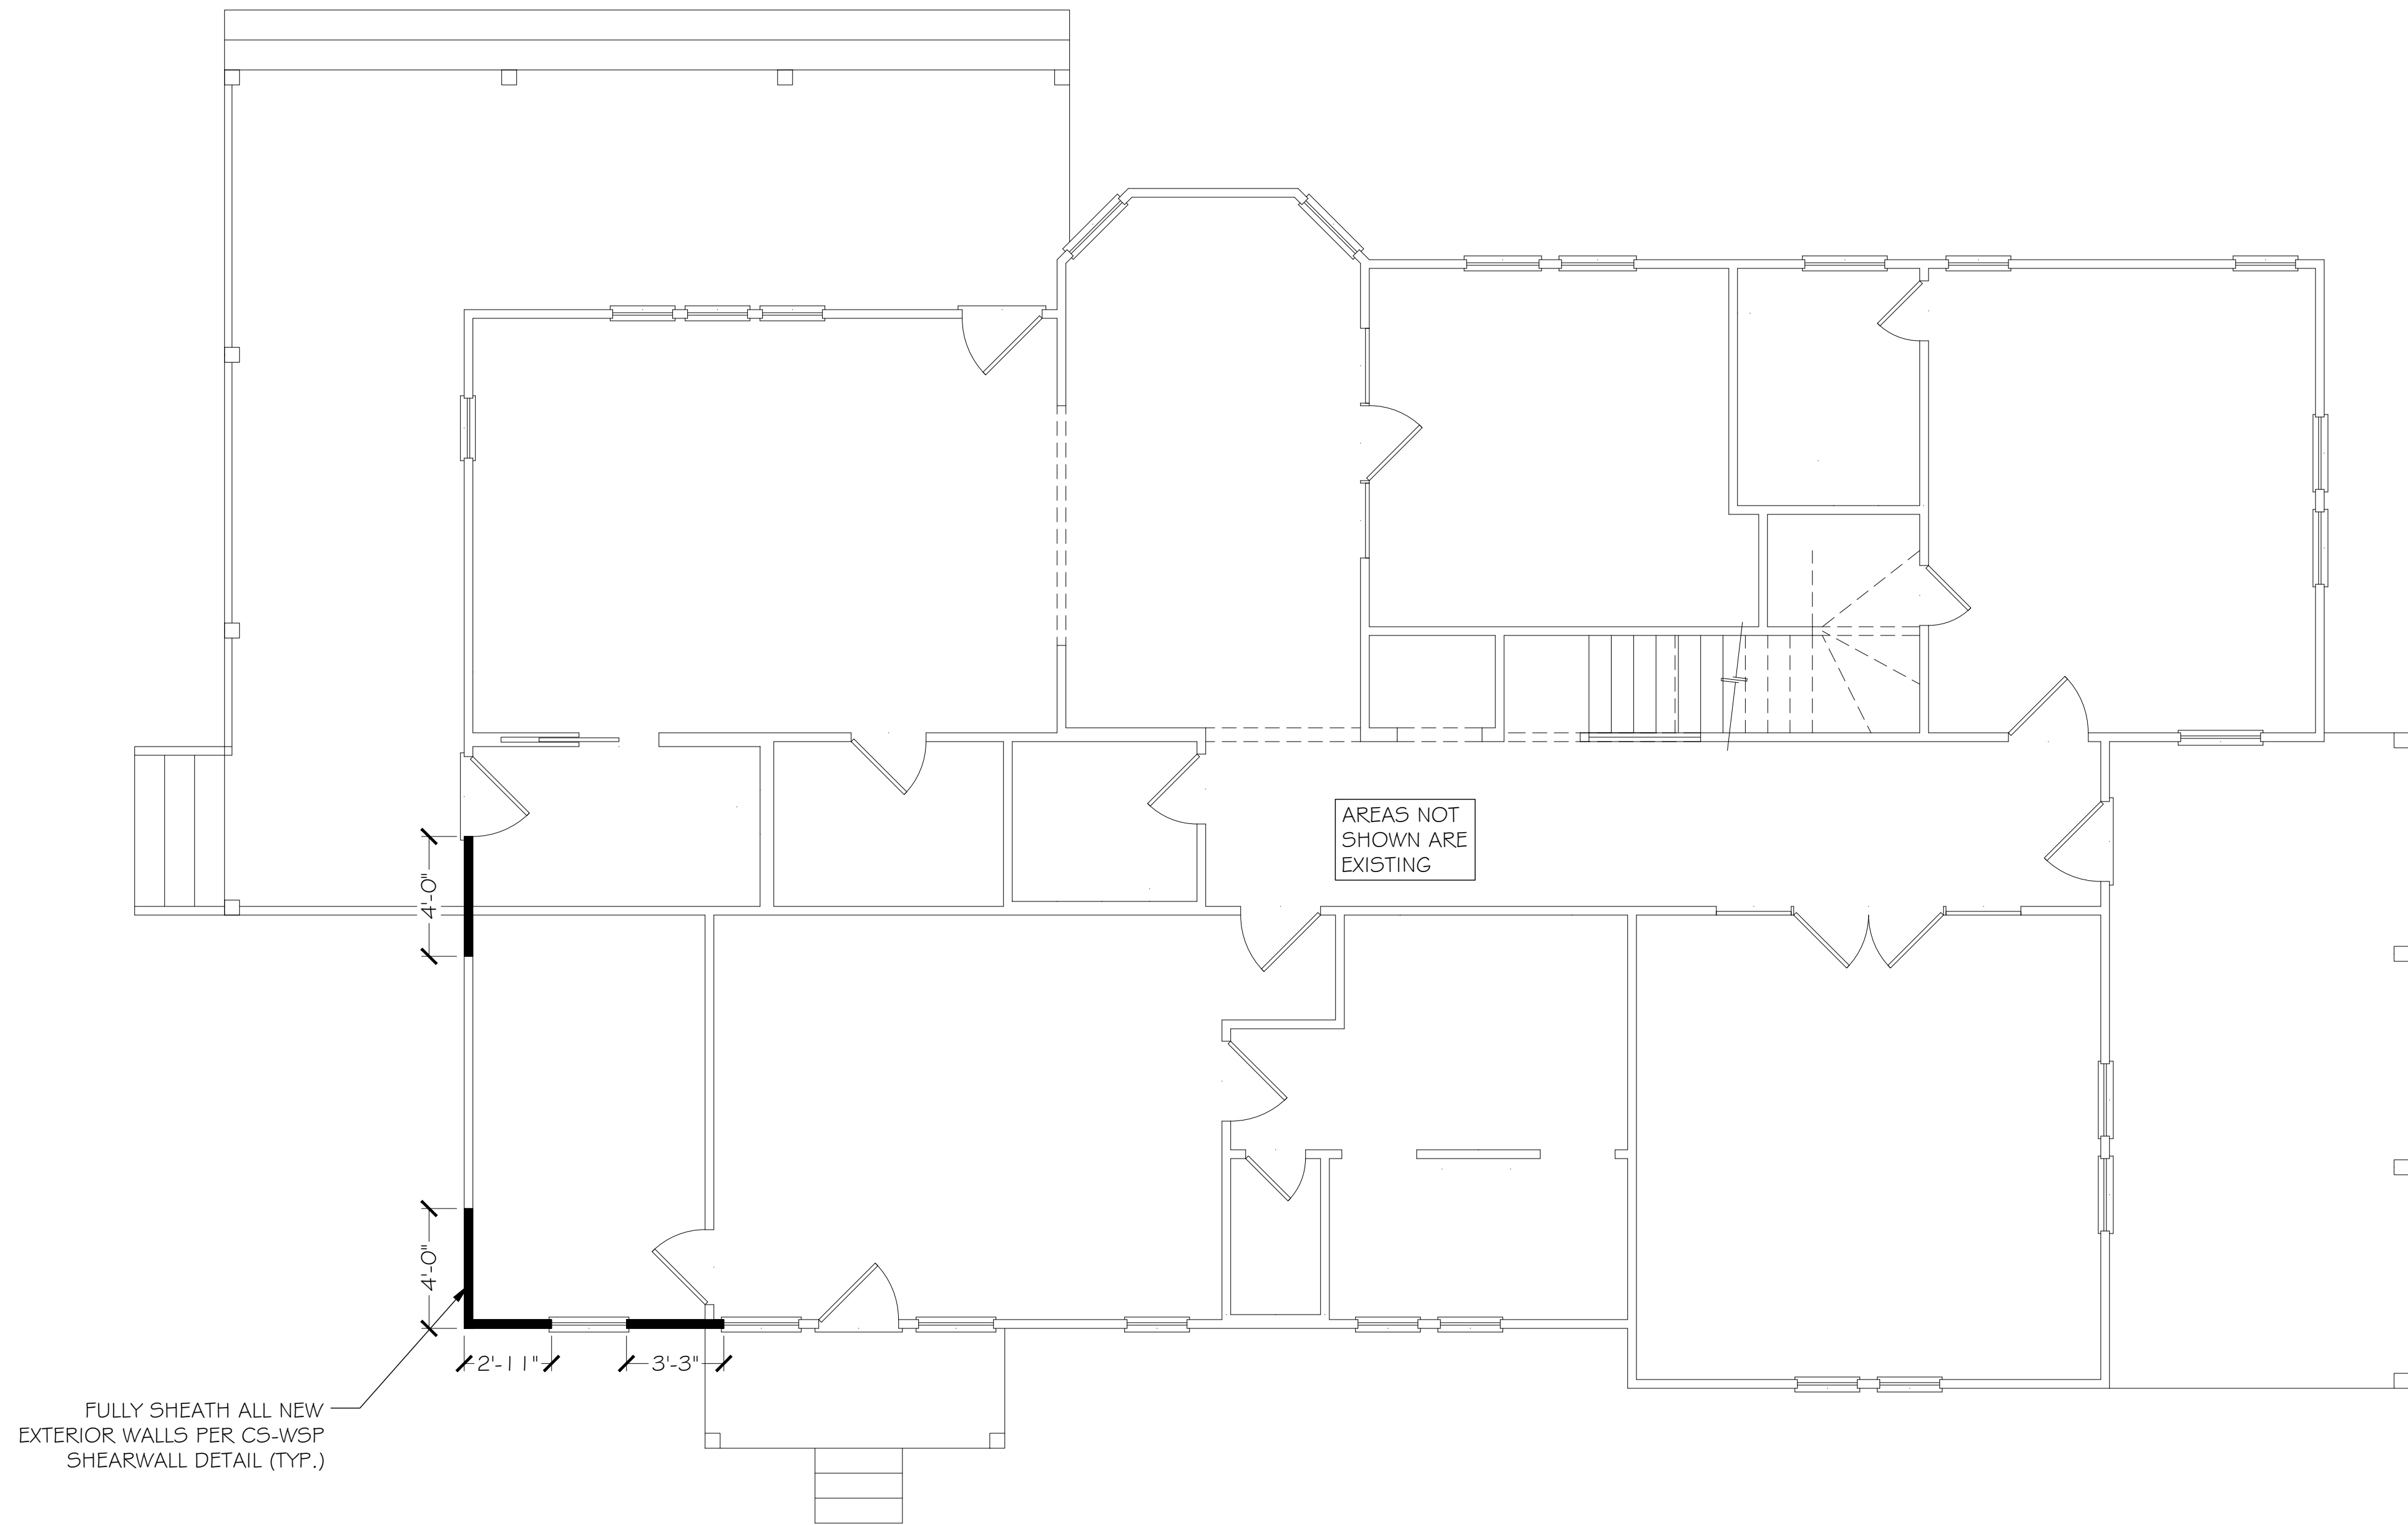 AREAS NOT
SHOWN ARE
EXISTING
4'-0"
4'-0"
2'-11"
3'-3"
FULLY SHEATH ALL NEW
EXTERIOR WALLS PER CS-WSP
SHEARWALL DETAIL (TYP.)